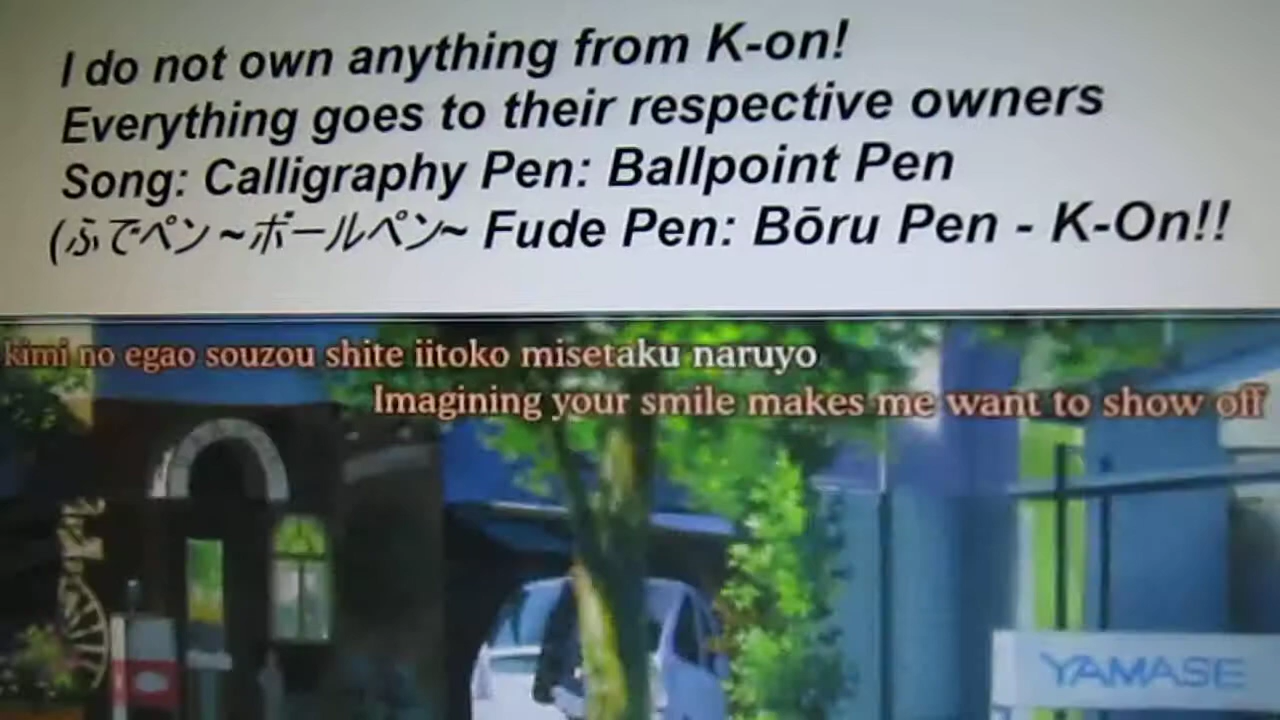 I do not own anything from K-on!
Everything goes to their respective owners
Song: Calligraphy Pen: Ballpoint Pen
(ふでペン ~ボールペン~ Fude Pen: Bōru Pen - K-On!!
kimi no egao souzou shite iitoko misetaku naruyo
Imagining your smile makes me want to show off
YAMASE